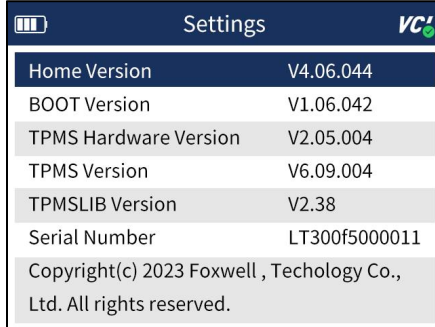 Settings
VCI
Home Version V4.06.044
BOOT Version V1.06.042
TPMS Hardware Version V2.05.004
TPMS Version V6.09.004
TPMSLIB Version V2.38
Serial Number LT300f5000011
Copyright(c) 2023 Foxwell , Techology Co.,
Ltd. All rights reserved.